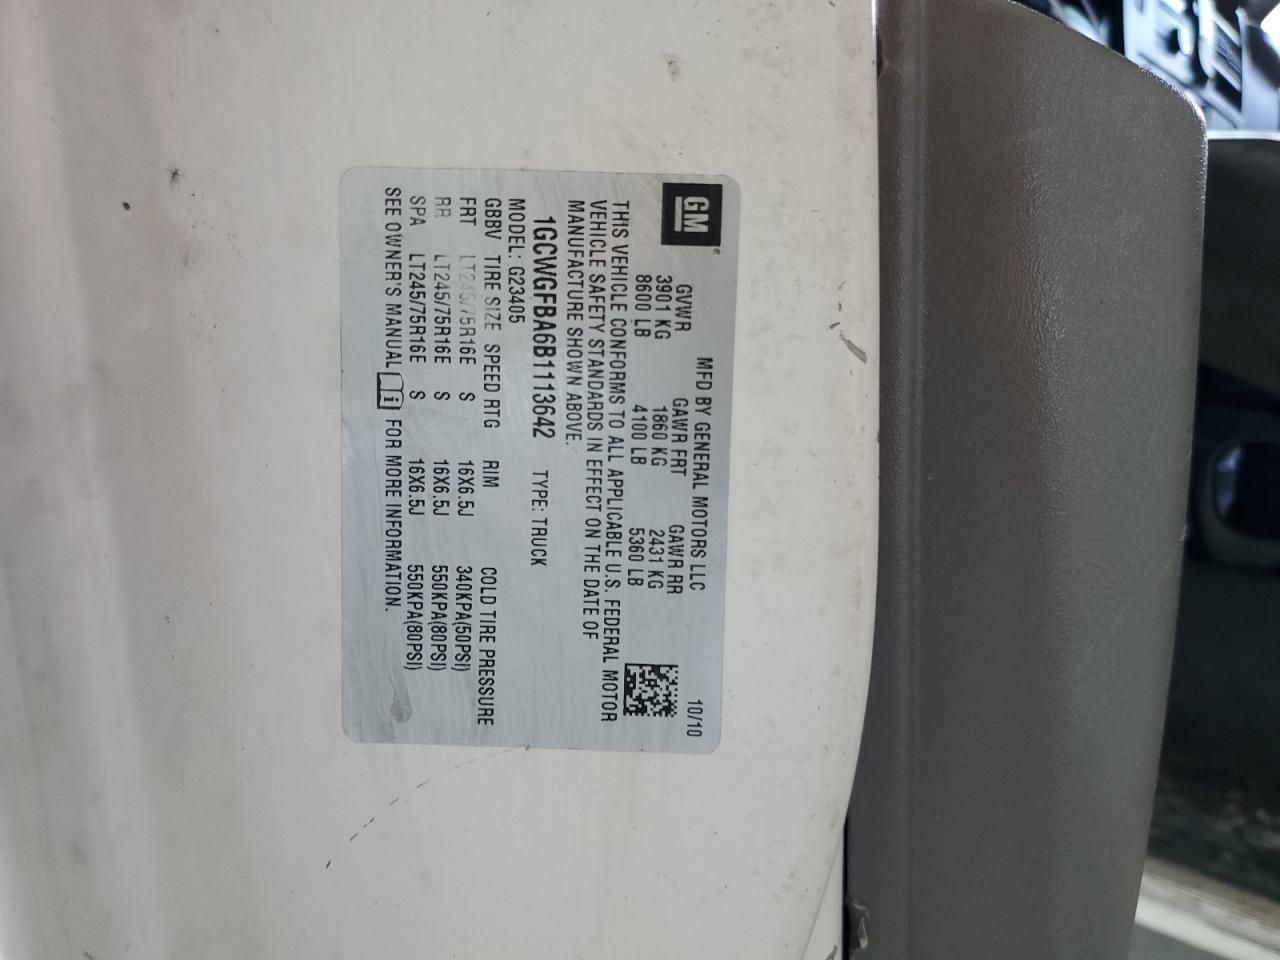 GM
MFD BY GENERAL MOTORS LLC 10/10
GVWR GAWR FRT GAWR RR
3901 KG 1860 KG 2431 KG
8600 LB 4100 LB 5360 LB
THIS VEHICLE CONFORMS TO ALL APPLICABLE U.S. FEDERAL MOTOR
VEHICLE SAFETY STANDARDS IN EFFECT ON THE DATE OF
MANUFACTURE SHOWN ABOVE.
1GCWGFBA6B1113642 TYPE: TRUCK
MODEL: G23405
GBBV TIRE SIZE SPEED RTG RIM COLD TIRE PRESSURE
FRT LT245/75R16E S 16X6.5J 340KPA(50PSI)
RR LT245/75R16E S 16X6.5J 550KPA(80PSI)
SPA LT245/75R16E S 16X6.5J 550KPA(80PSI)
SEE OWNER'S MANUAL FOR MORE INFORMATION.